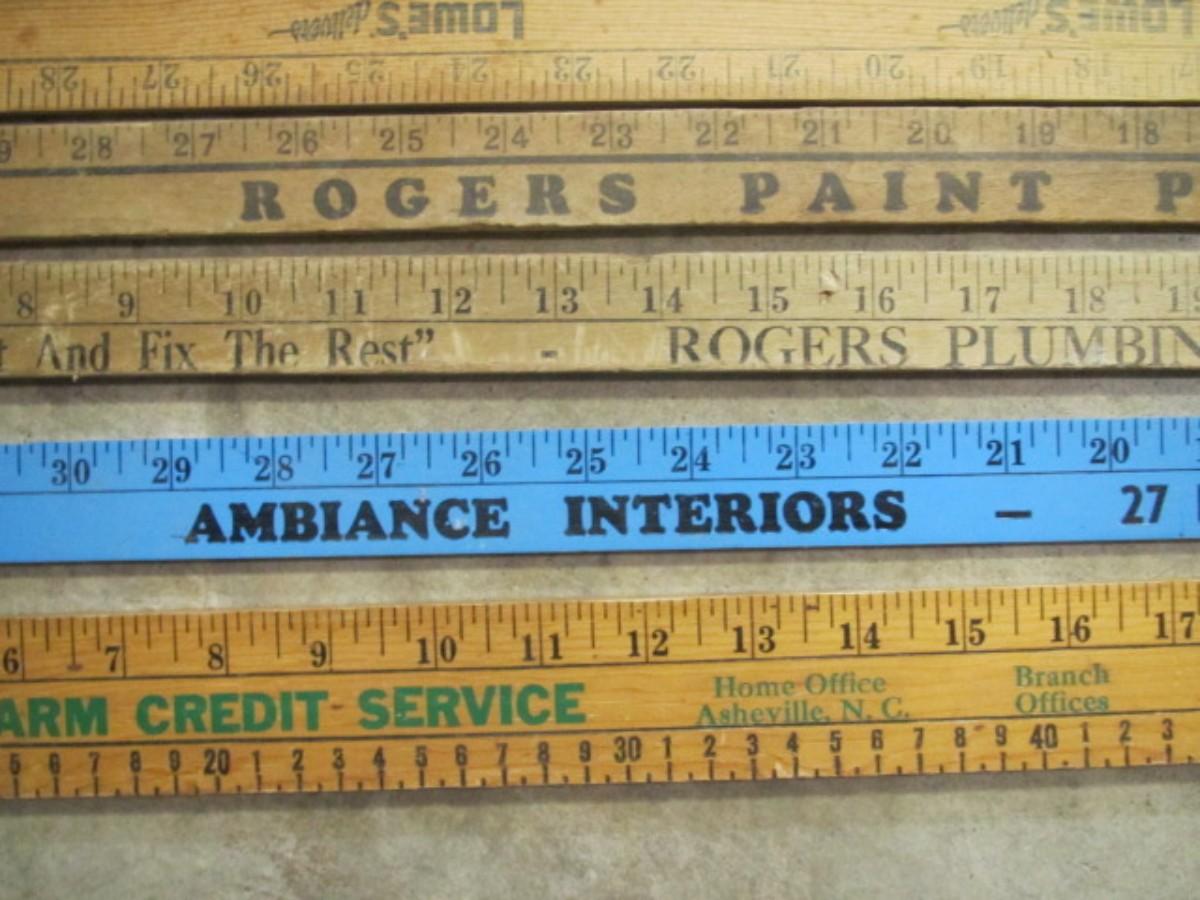 LOWE'S delivers LOWE'S delivers
28 27 26 25 24 23 22 21 20 19 18
28 27 26 25 24 23 22 21 20 19 18
ROGERS PAINT P
8 9 10 11 12 13 14 15 16 17 18
And Fix The Rest” - ROGERS PLUMBIN
30 29 28 27 26 25 24 23 22 21 20
AMBIANCE INTERIORS – 27
6 7 8 9 10 11 12 13 14 15 16 17
ARM CREDIT SERVICE
Home Office
Asheville, N. C.
Branch
Offices
5 6 7 8 9 20 1 2 3 4 5 6 7 8 9 30 1 2 3 4 5 6 7 8 9 40 1 2 3